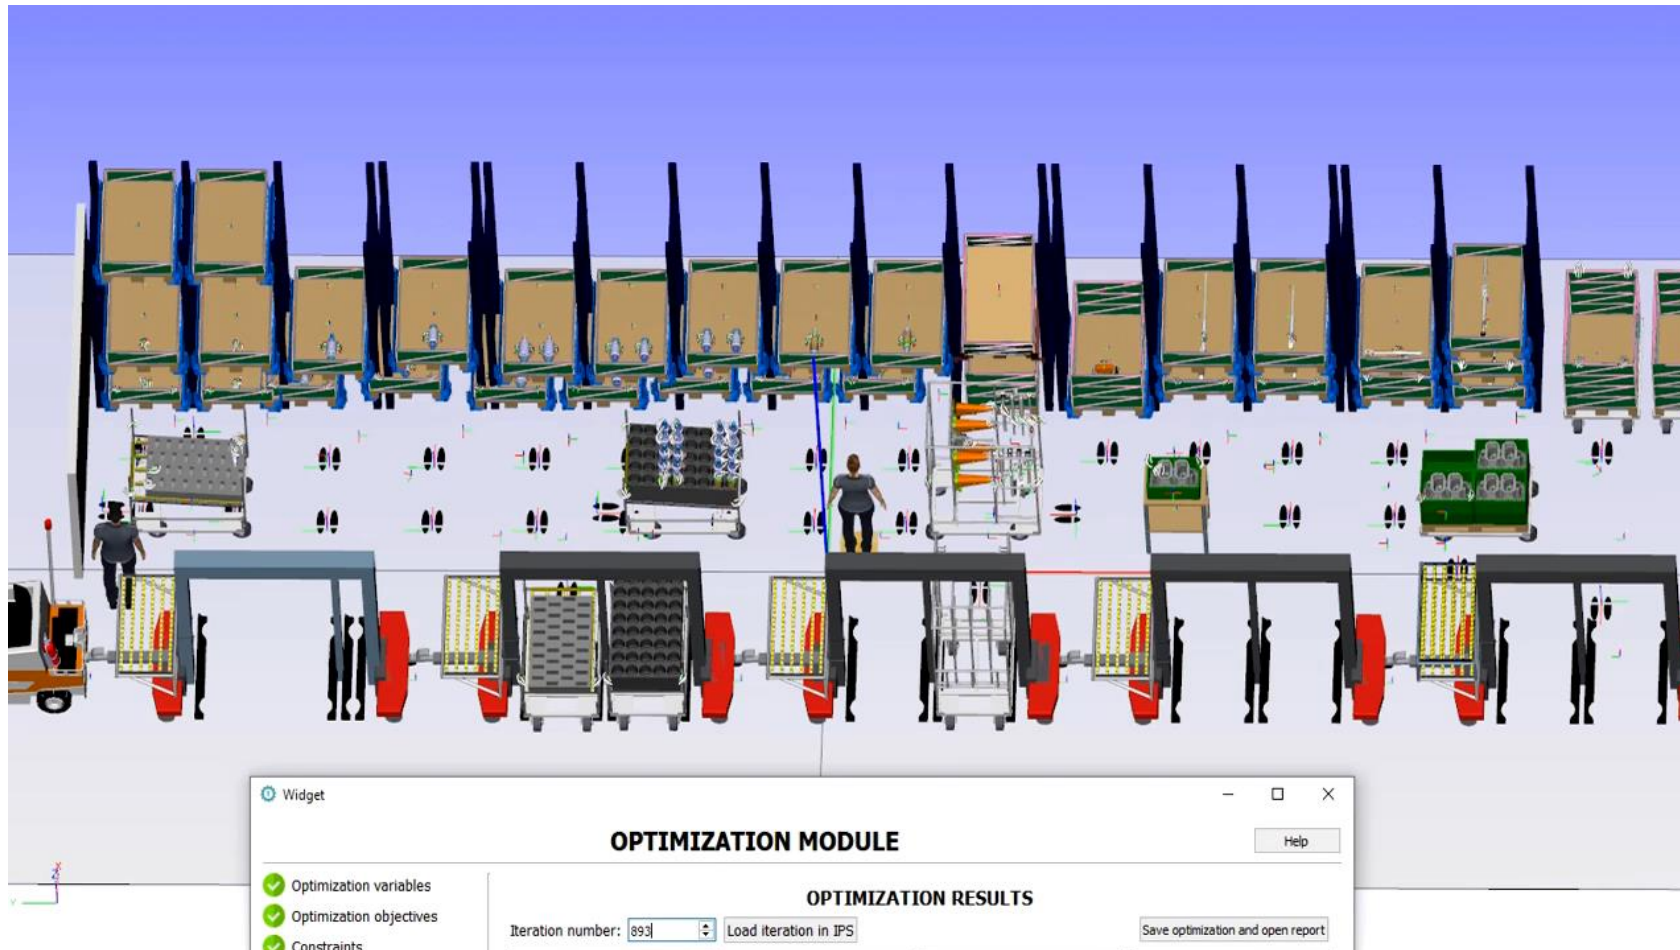 Widget
OPTIMIZATION MODULE
Help
Optimization variables
Optimization objectives
Constraints
OPTIMIZATION RESULTS
Iteration number: 893
Load iteration in IPS
Save optimization and open report